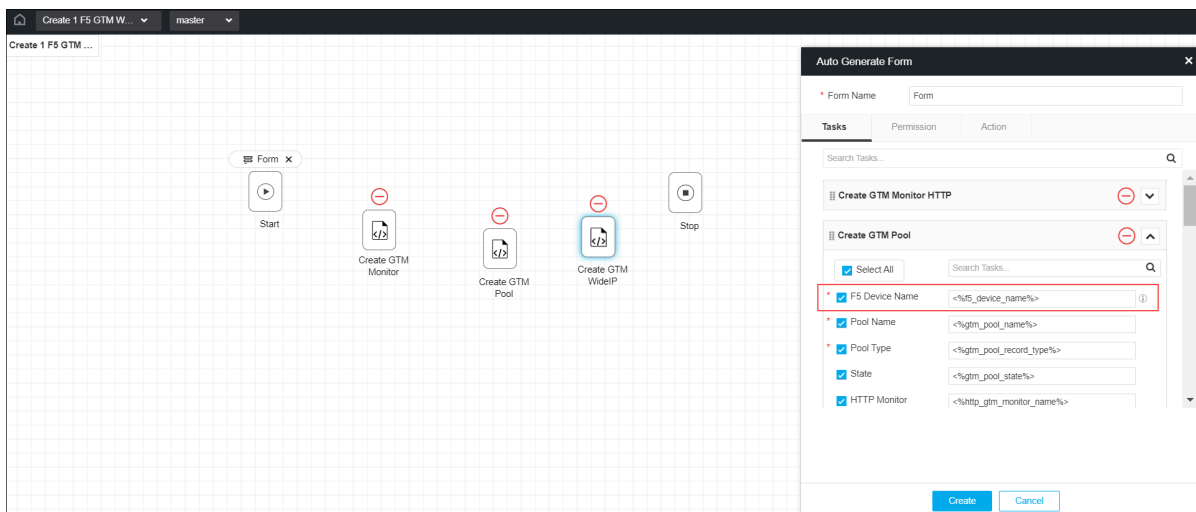 Create 1 F5 GTM W... master
Create 1 F5 GTM ...
Form
Start
Create GTM
Monitor
Create GTM
Pool
Create GTM
WideIP
Stop
Auto Generate Form
* Form Name Form
Tasks Permission Action
Search Tasks...
Create GTM Monitor HTTP
Create GTM Pool
Select All Search Tasks...
* F5 Device Name <%f5_device_name%>
* Pool Name <%gtm_pool_name%>
* Pool Type <%gtm_pool_record_type%>
State <%gtm_pool_state%>
HTTP Monitor <%http_gtm_monitor_name%>
Create Cancel